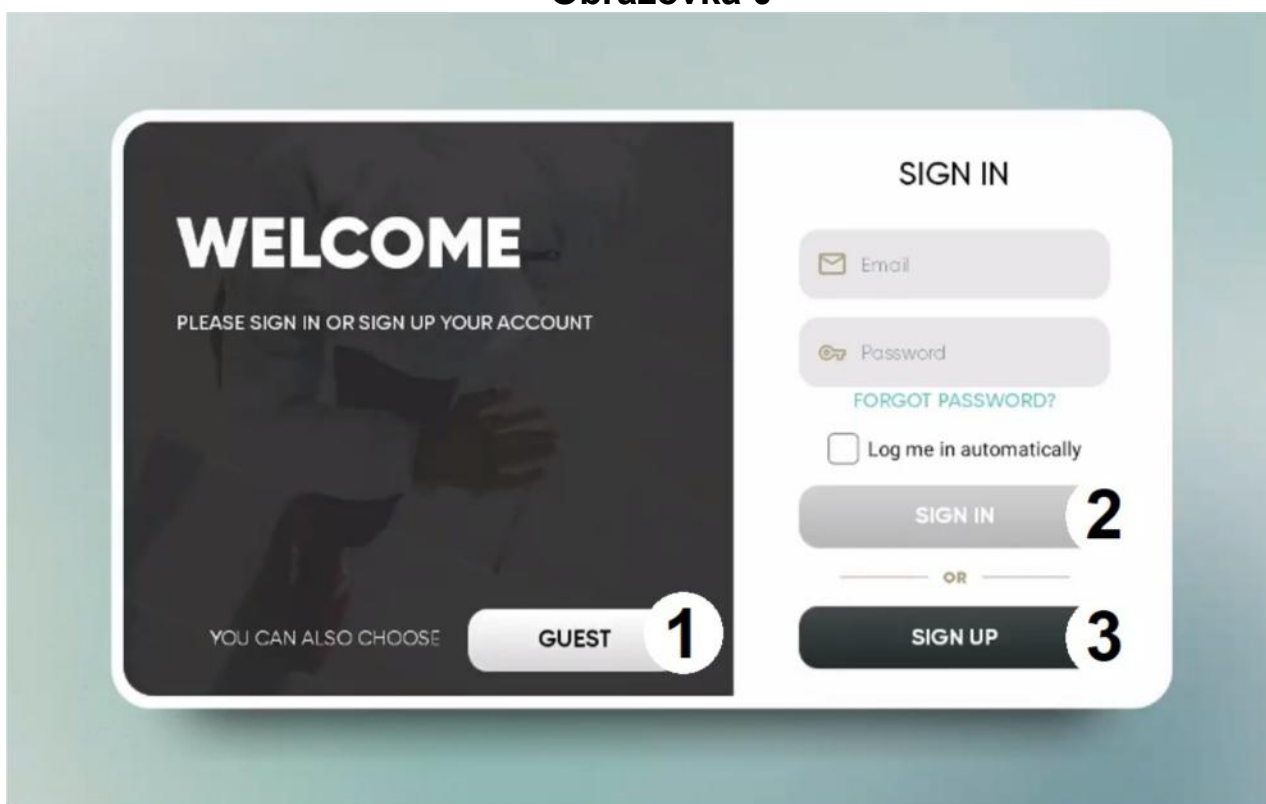 WELCOME
PLEASE SIGN IN OR SIGN UP YOUR ACCOUNT
YOU CAN ALSO CHOOSE
GUEST
1
SIGN IN
Email
Password
FORGOT PASSWORD?
Log me in automatically
SIGN IN
2
OR
SIGN UP
3